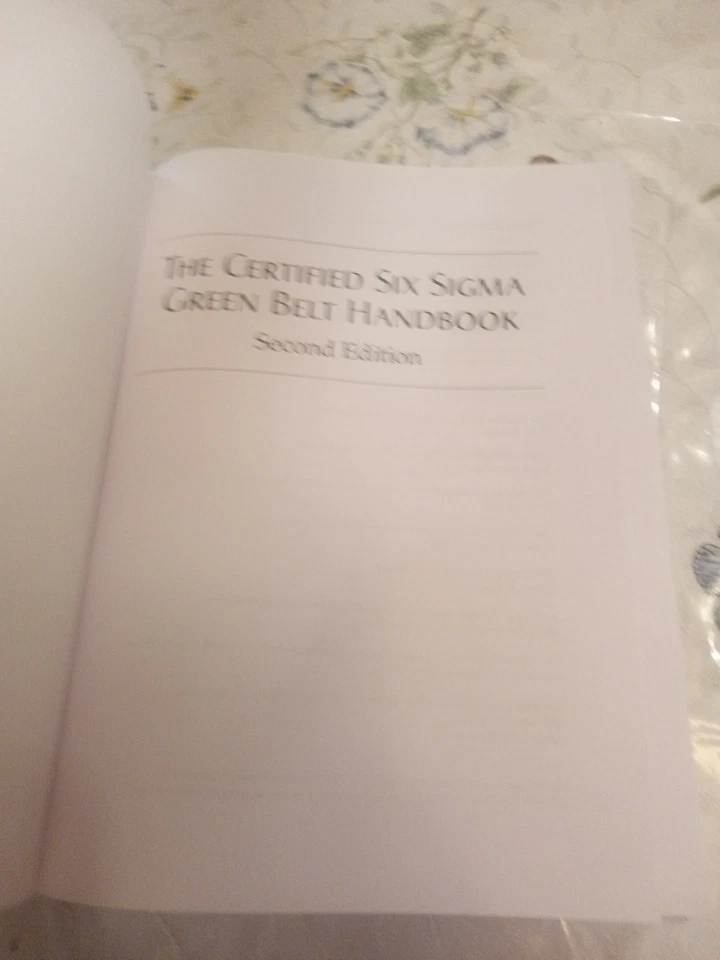 THE CERTIFIED SIX SIGMA
GREEN BELT HANDBOOK
Second Edition